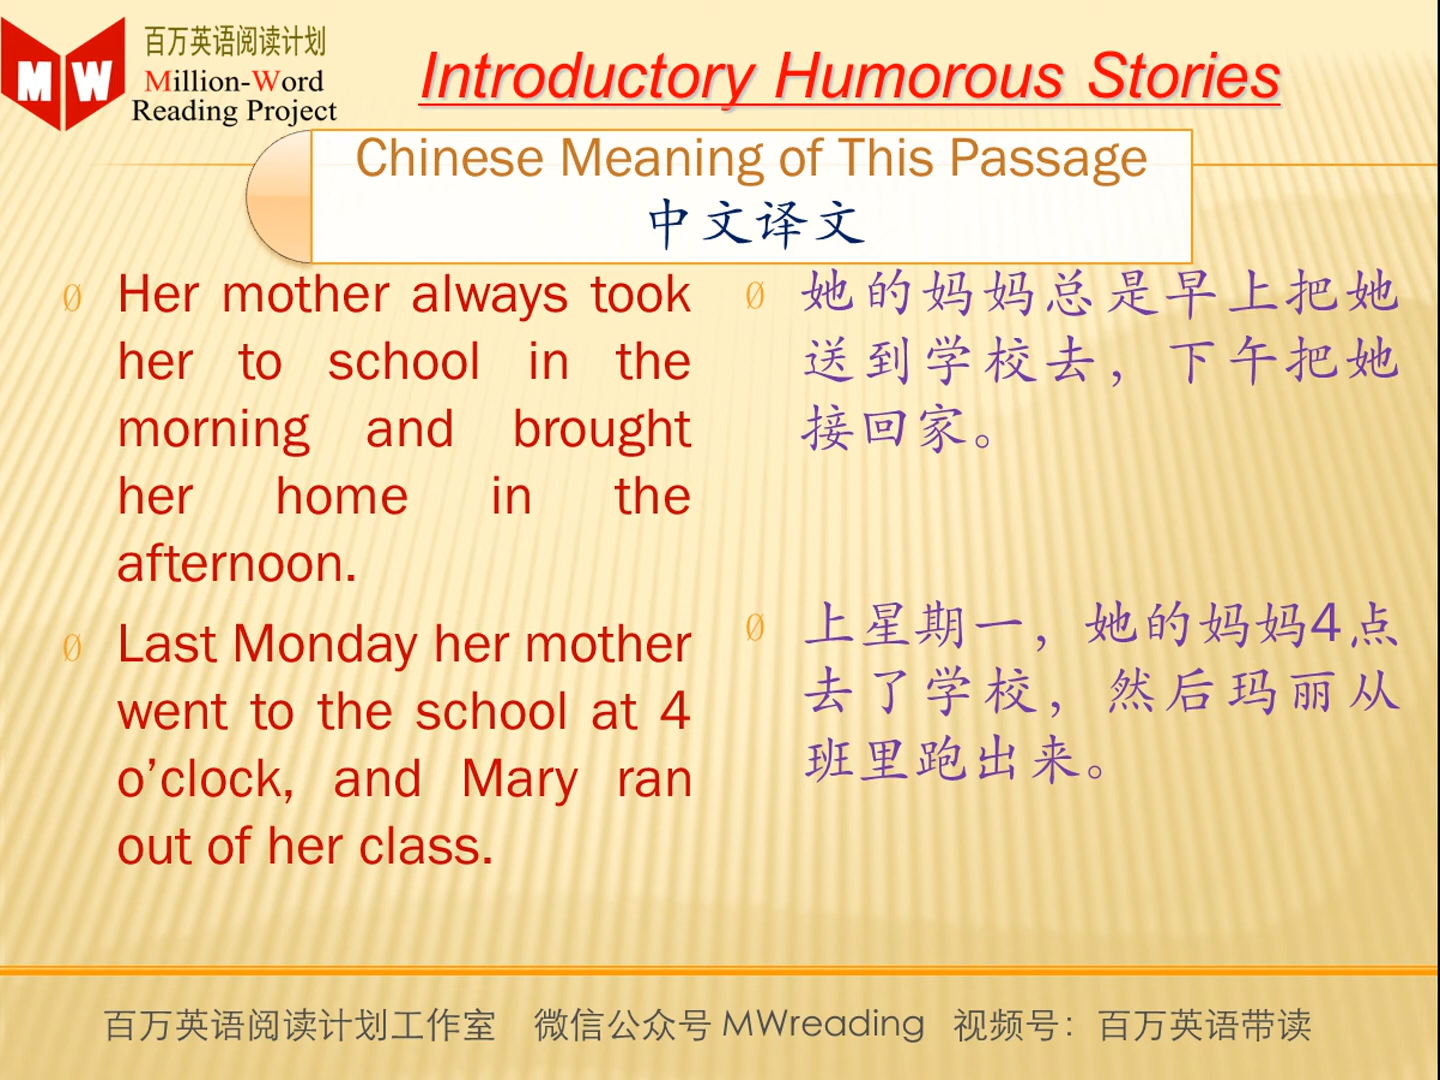 百万英语阅读计划
Million-Word
Reading Project
MW
Introductory Humorous Stories
Chinese Meaning of This Passage
中文译文
Her mother always took
her to school in the
morning and brought
her home in the
afternoon.
Last Monday her mother
went to the school at 4
o’clock, and Mary ran
out of her class.
她的妈妈总是早上把她
送到学校去，下午把她
接回家。
上星期一，她的妈妈4点
去了学校，然后玛丽从
班里跑出来。
百万英语阅读计划工作室 微信公众号 MWreading 视频号：百万英语带读